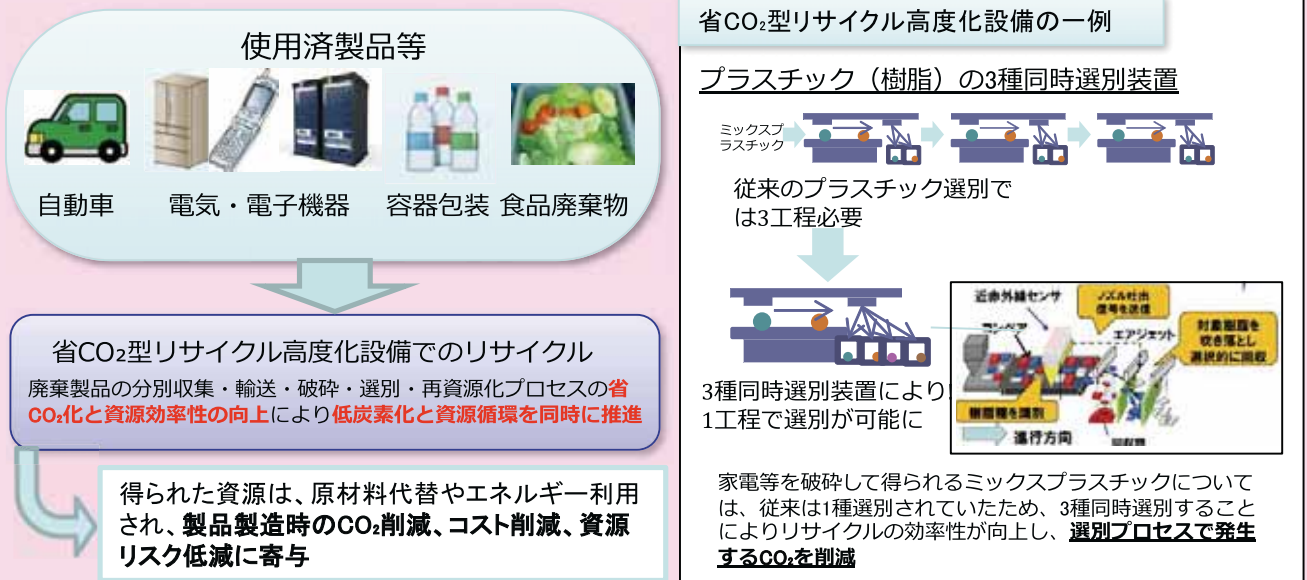 使用済製品等
自動車
電気・電子機器
容器包装
食品廃棄物
省CO₂型リサイクル高度化設備でのリサイクル
廃棄製品の分別収集・輸送・破砕・選別・再資源化プロセスの省
CO₂化と資源効率性の向上により低炭素化と資源循環を同時に推進
得られた資源は、原材料代替やエネルギー利用
され、製品製造時のCO₂削減、コスト削減、資源
リスク低減に寄与
省CO₂型リサイクル高度化設備の一例
プラスチック（樹脂）の3種同時選別装置
ミックスプ
ラスチック
従来のプラスチック選別で
は3工程必要
3種同時選別装置により
1工程で選別が可能に
近赤外線センサ
ノズル吐出
信号を送信
エアジェット
対象樹脂を
吹き落とし
選択的に回収
樹脂種を識別
進行方向
家電等を破砕して得られるミックスプラスチックについて
は、従来は1種選別されていたため、3種同時選別すること
によりリサイクルの効率性が向上し、選別プロセスで発生
するCO₂を削減